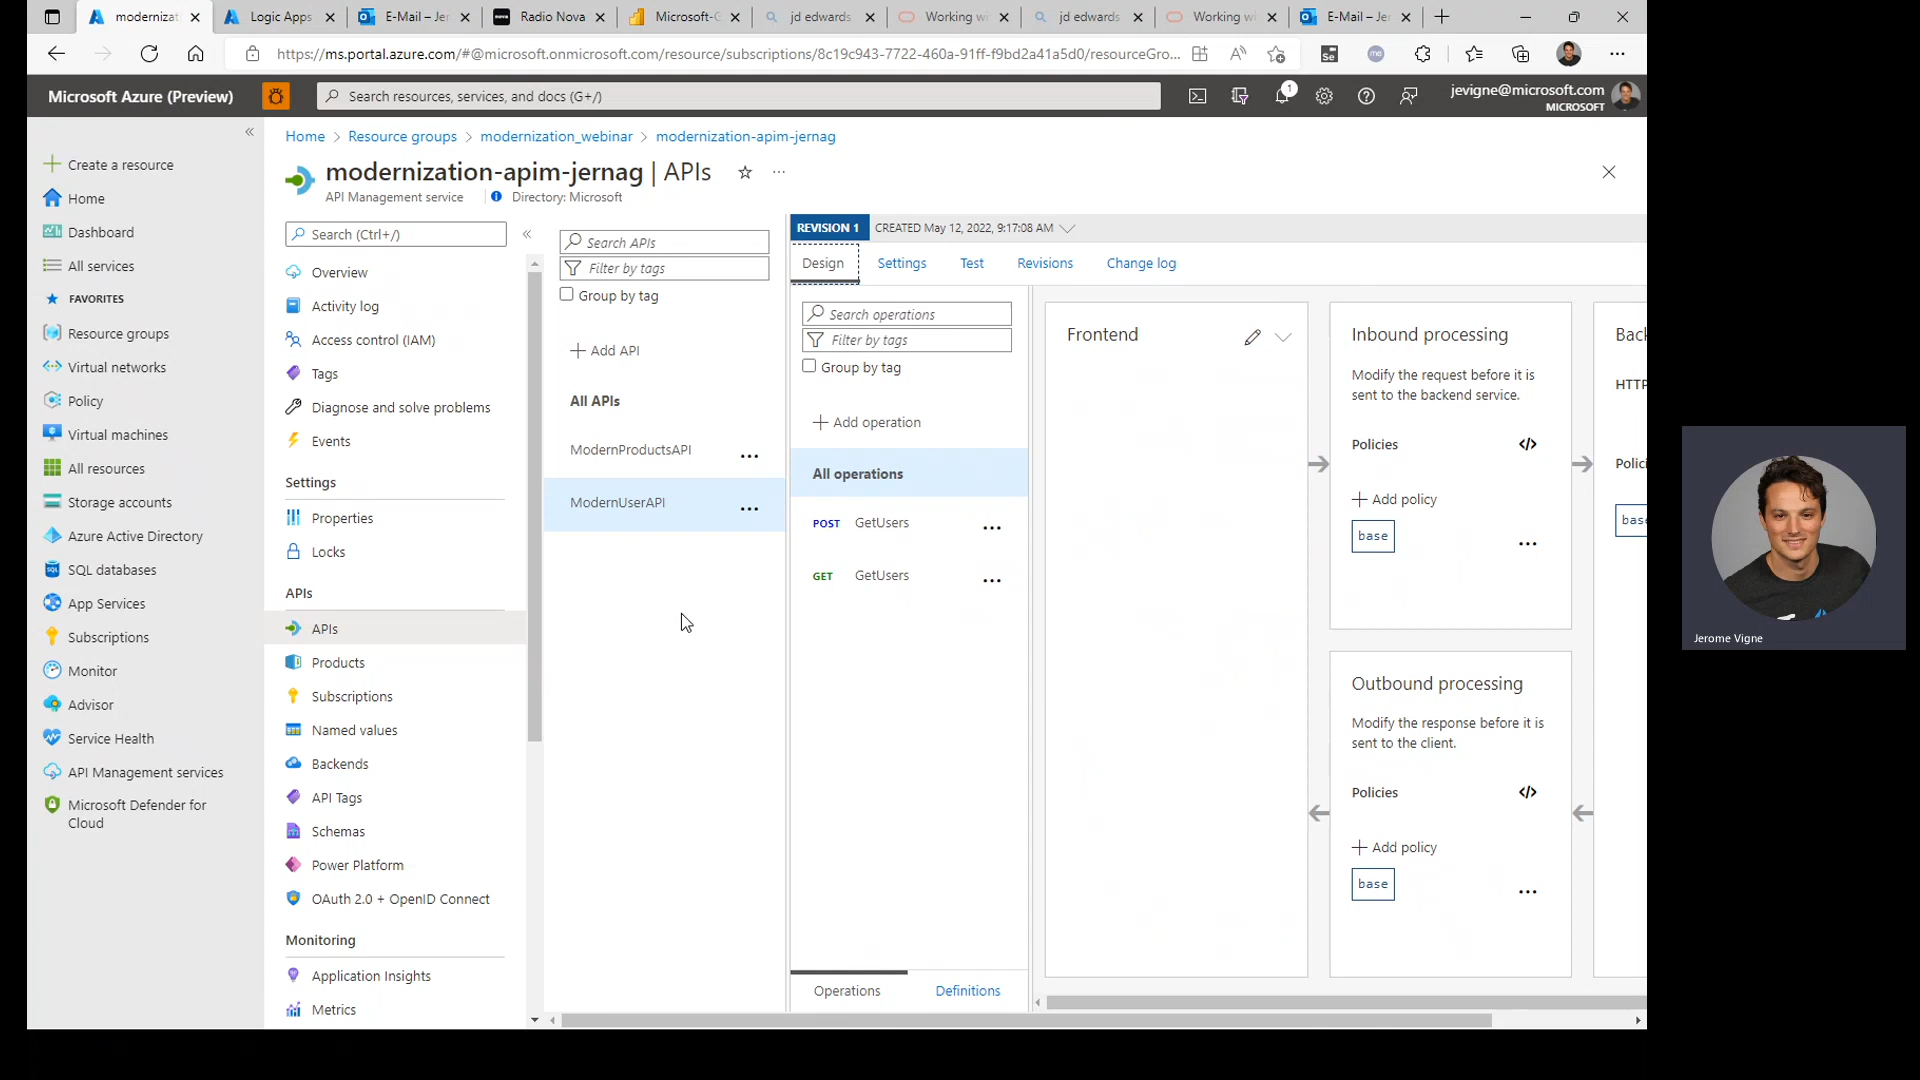 modernizat
Logic Apps
E-Mail – Je
nova
Radio Nova
Microsoft-G
jd edwards
Working wi
jd edwards
Working wi
E-Mail – Jer
https://ms.portal.azure.com/#@microsoft.onmicrosoft.com/resource/subscriptions/8c19c943-7722-460a-91ff-f9bd2a41a5d0/resourceGro...
Se
me
Microsoft Azure (Preview)
Search resources, services, and docs (G+/)
1
jevigne@microsoft.com
MICROSOFT
Create a resource
Home
Dashboard
All services
FAVORITES
Resource groups
Virtual networks
Policy
Virtual machines
All resources
Storage accounts
Azure Active Directory
SQL databases
App Services
Subscriptions
Monitor
Advisor
Service Health
API Management services
Microsoft Defender for
Cloud
Home > Resource groups > modernization_webinar > modernization-apim-jernag
modernization-apim-jernag | APIs
API Management service
Directory: Microsoft
Search (Ctrl+/)
Overview
Activity log
Access control (IAM)
Tags
Diagnose and solve problems
Events
Settings
Properties
Locks
APIs
APIs
Products
Subscriptions
Named values
Backends
API Tags
Schemas
Power Platform
OAuth 2.0 + OpenID Connect
Monitoring
Application Insights
Metrics
Search APIs
Filter by tags
Group by tag
Add API
All APIs
ModernProductsAPI
ModernUserAPI
REVISION 1
CREATED May 12, 2022, 9:17:08 AM
Design
Settings
Test
Revisions
Change log
Search operations
Filter by tags
Group by tag
Add operation
All operations
POST GetUsers
GET GetUsers
Operations
Definitions
Frontend
Inbound processing
Modify the request before it is
sent to the backend service.
Policies
Add policy
base
Outbound processing
Modify the response before it is
sent to the client.
Policies
Add policy
base
Bac
HTTP
Polici
base
Jerome Vigne